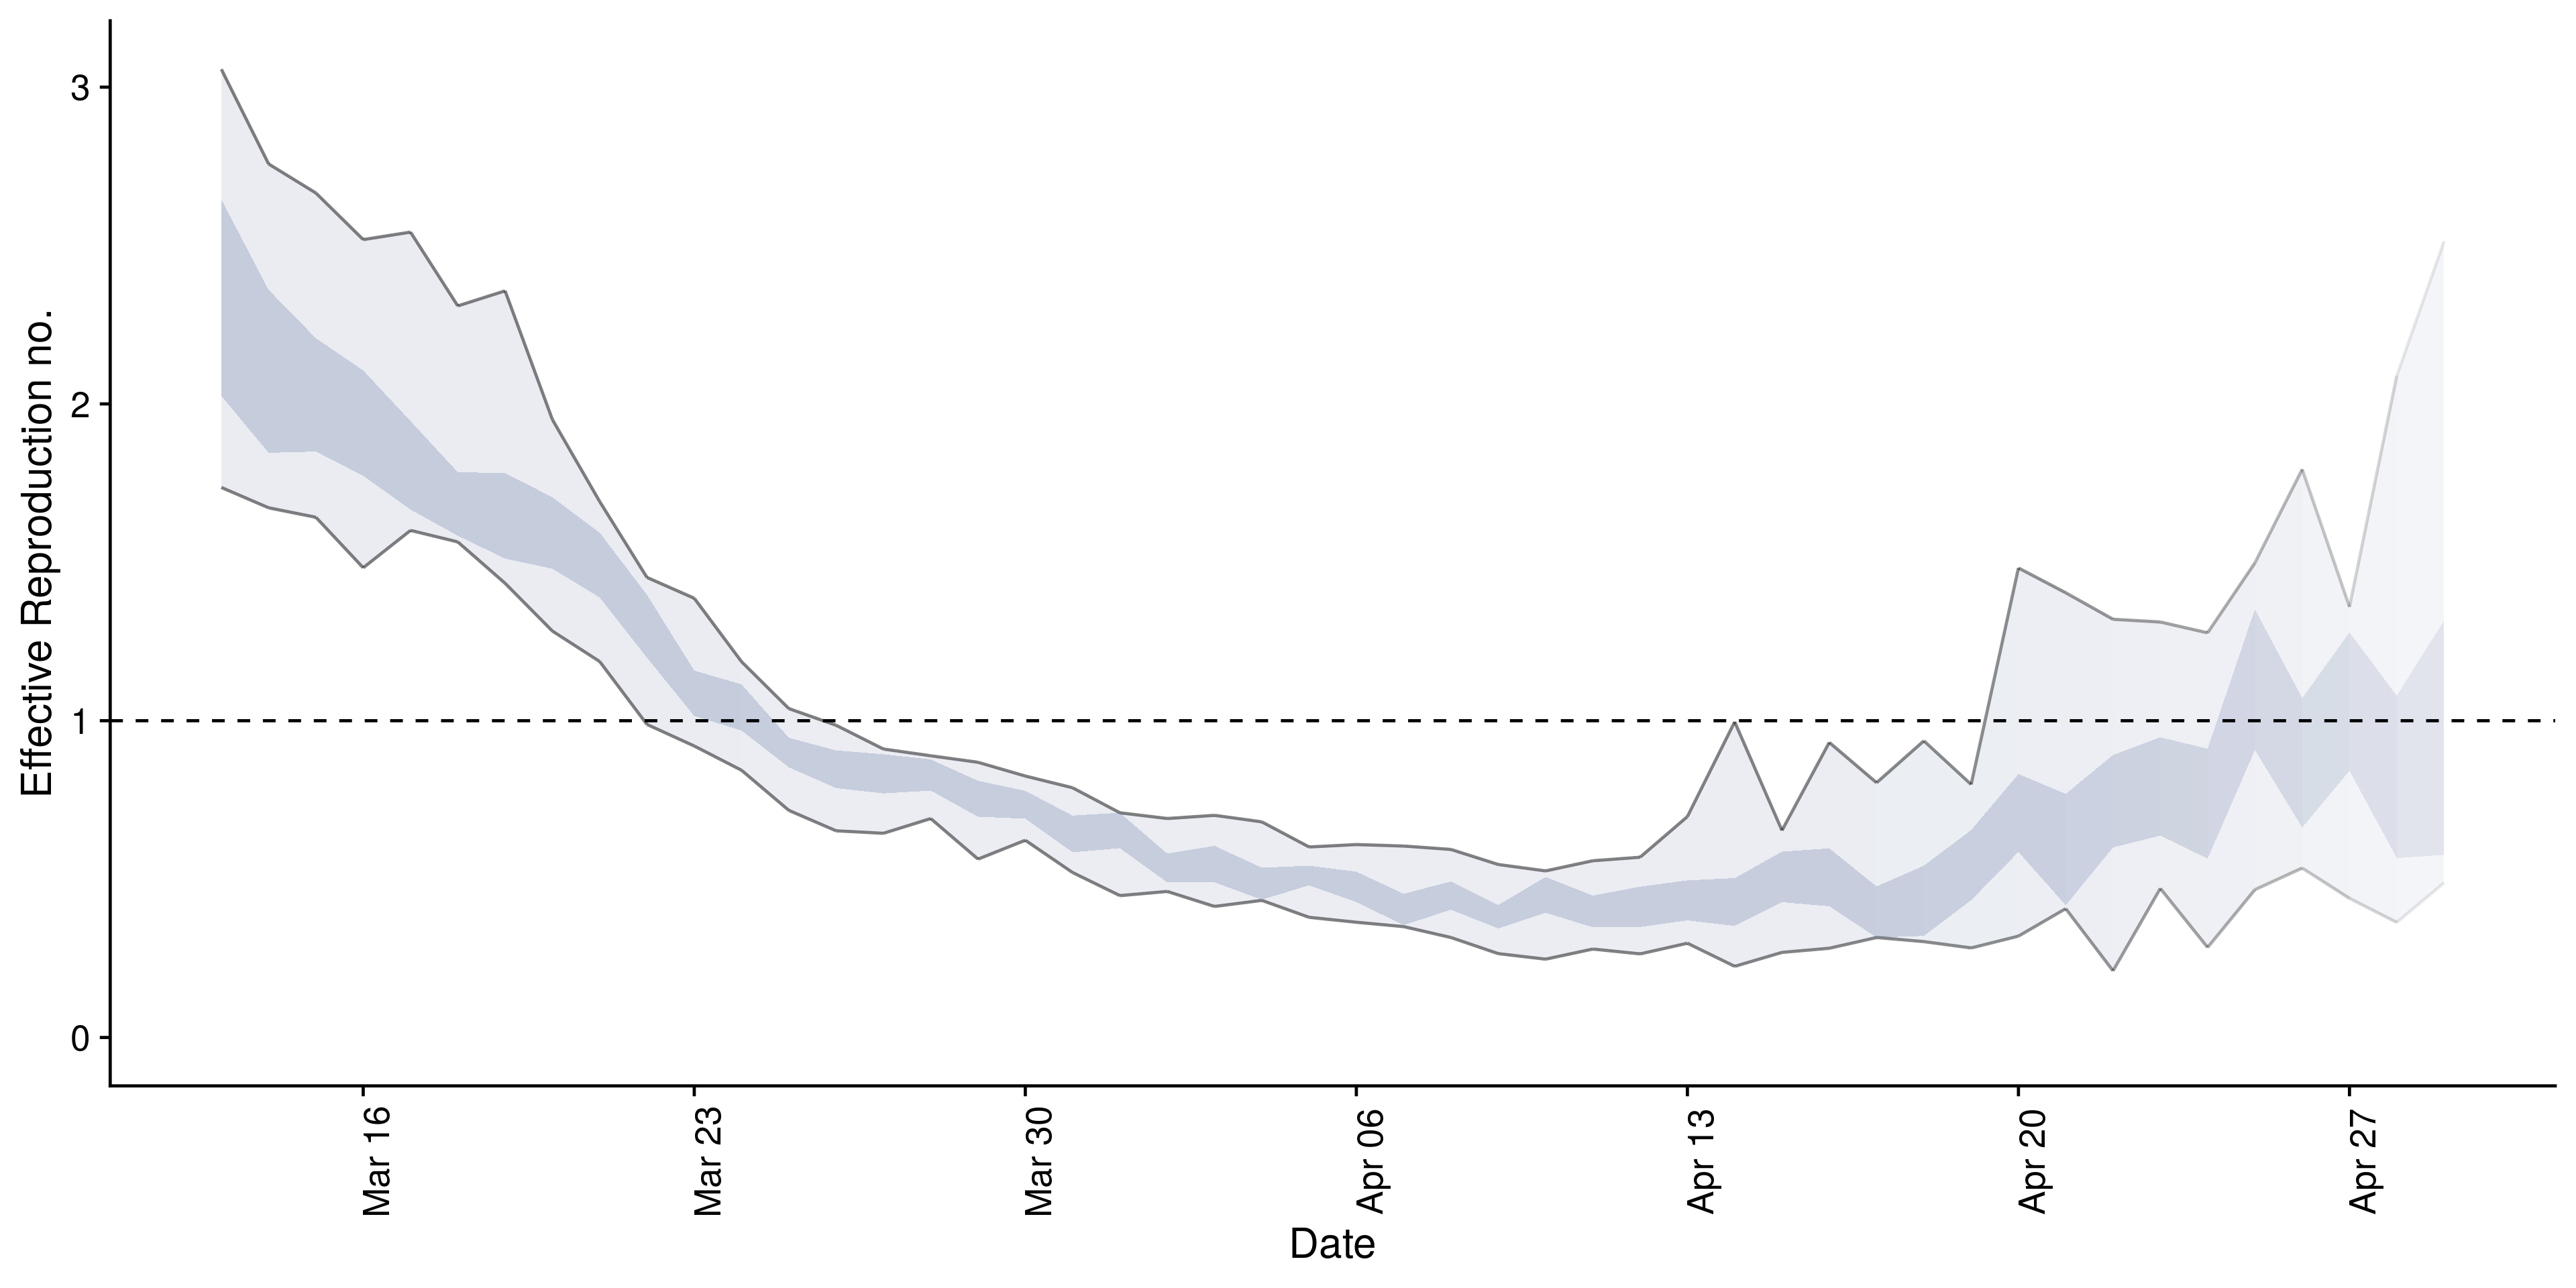 Effective Reproduction no.
3
2
1
0
Mar 16
Mar 23
Mar 30
Apr 06
Apr 13
Apr 20
Apr 27
Date